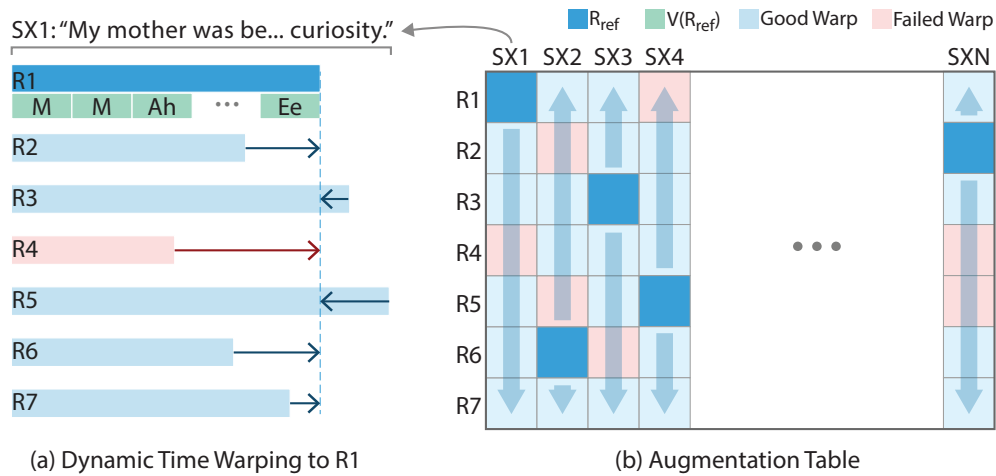 SX1: “My mother was be... curiosity.”
R1
M M Ah ... Ee
R2
R3
R4
R5
R6
R7
(a) Dynamic Time Warping to R1
R_ref V(R_ref) Good Warp Failed Warp
SX1 SX2 SX3 SX4 SXN
R1
R2
R3
R4
...
R5
R6
R7
(b) Augmentation Table